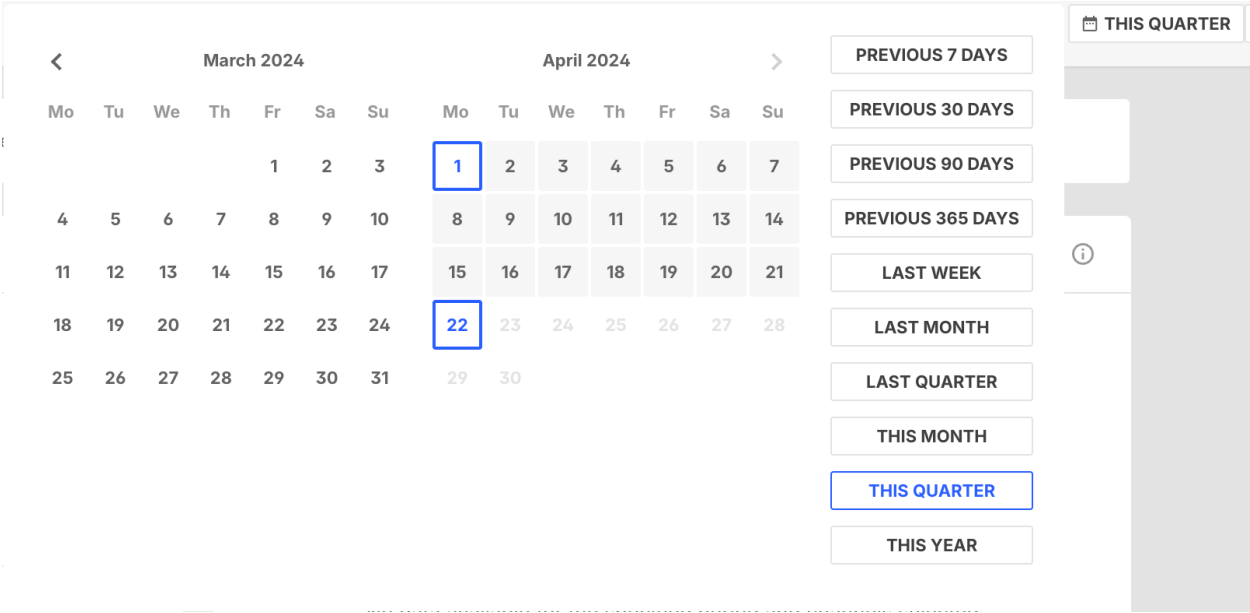 THIS QUARTER
March 2024
April 2024
Mo Tu We Th Fr Sa Su
1 2 3
4 5 6 7 8 9 10
11 12 13 14 15 16 17
18 19 20 21 22 23 24
25 26 27 28 29 30 31
Mo Tu We Th Fr Sa Su
1 2 3 4 5 6 7
8 9 10 11 12 13 14
15 16 17 18 19 20 21
22 23 24 25 26 27 28
29 30
PREVIOUS 7 DAYS
PREVIOUS 30 DAYS
PREVIOUS 90 DAYS
PREVIOUS 365 DAYS
LAST WEEK
LAST MONTH
LAST QUARTER
THIS MONTH
THIS QUARTER
THIS YEAR